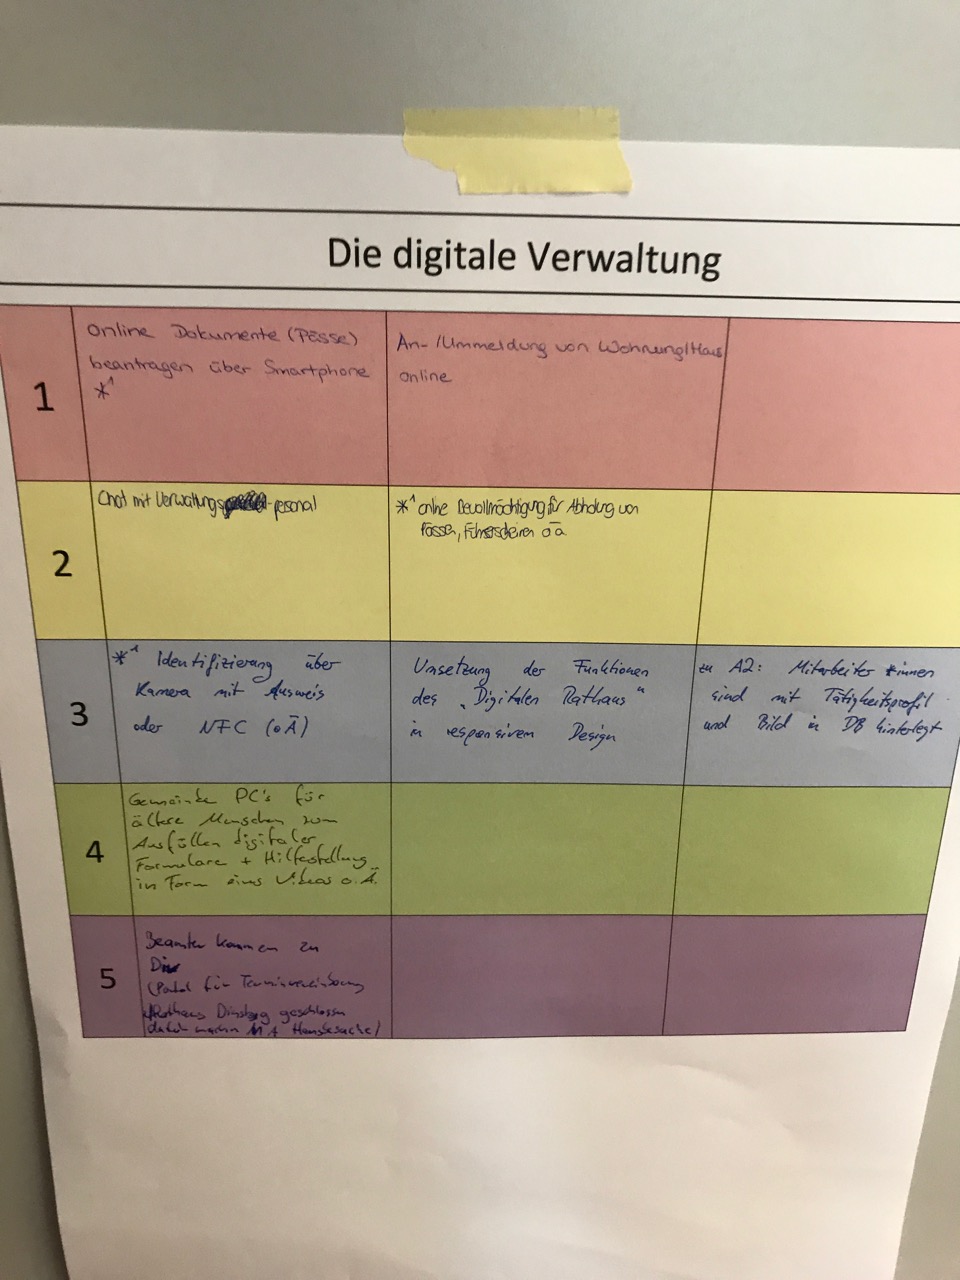 Die digitale Verwaltung
1
Online Dokumente (Pässe)
beantragen über Smartphone
*1
An-/Ummeldung von Wohnung/Haus
online
2
Chat mit Verwaltungs-personal
*1 online Bevollmächtigung für Abholung von
Pässen, Führerscheinen oä
3
*1 Identifizierung über
Kamera mit Ausweis
oder NFC (oÄ)
Umsetzung der Funktionen
des "Digitalen Rathaus"
in responsivem Design
zu A2: Mitarbeiter*innen
sind mit Tätigkeitsprofil
und Bild in DB hinterlegt
4
Gemeinde PC's für
ältere Menschen zum
Ausfüllen digitaler
Formulare + Hilfestellung
in Form eines Videos o.Ä.
5
Beamte kommen zu
Dir
(Portal für Terminvereinbarung
Rathaus Dienstag geschlossen
dafür machen MA Hausbesuche)